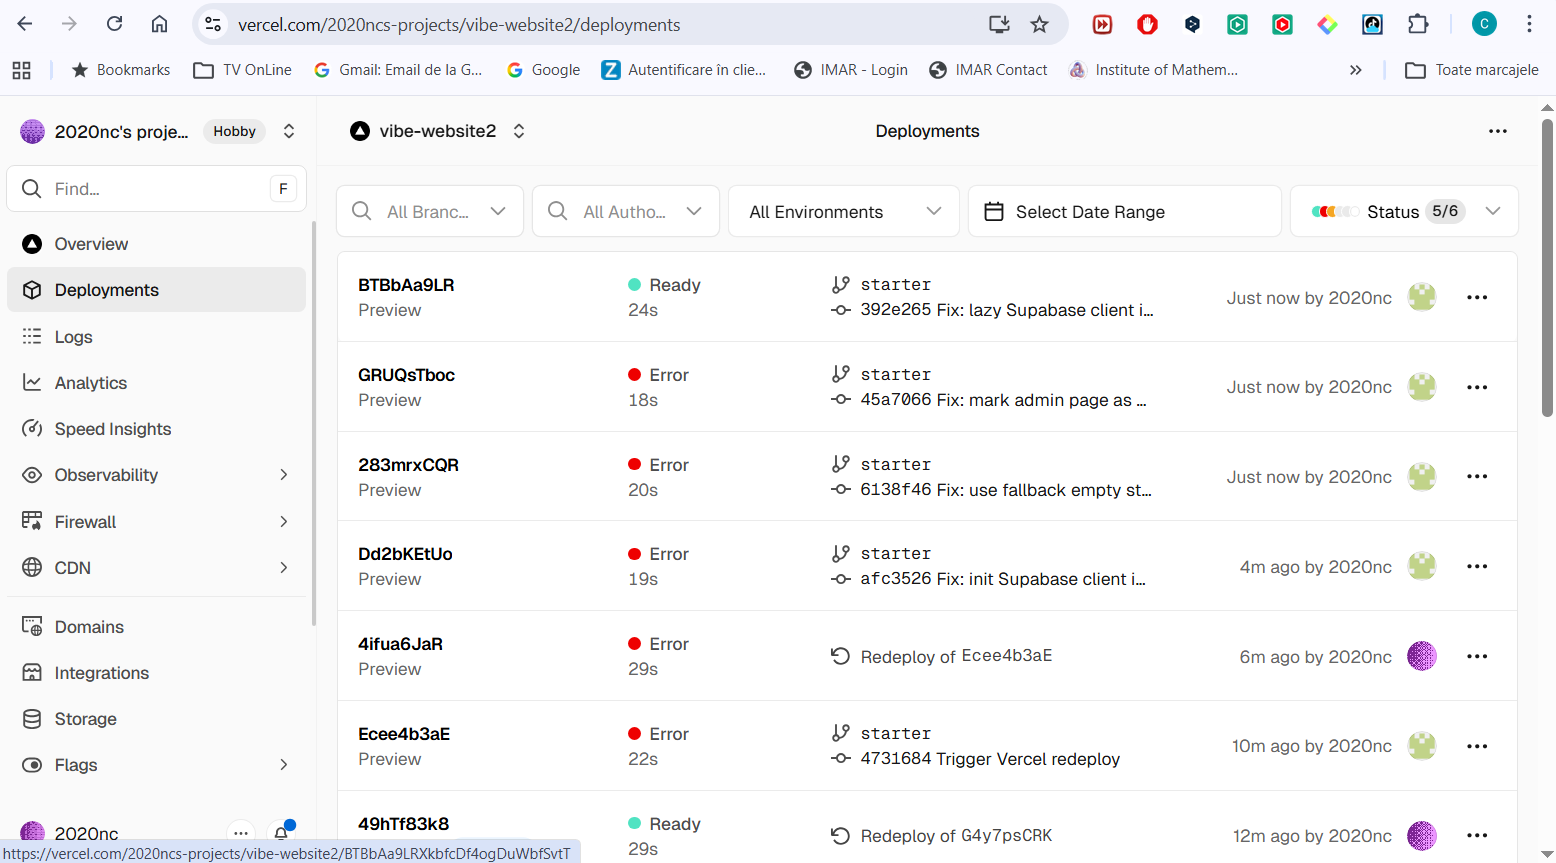 vercel.com/2020ncs-projects/vibe-website2/deployments
C
Bookmarks
TV OnLine
Gmail: Email de la G...
Google
Autentificare în clie...
IMAR - Login
IMAR Contact
Institute of Mathem...
Toate marcajele
2020nc's proje...
Hobby
vibe-website2
Deployments
Find...
F
All Branc...
All Autho...
All Environments
Select Date Range
Status
5/6
Overview
Deployments
Logs
Analytics
Speed Insights
Observability
Firewall
CDN
Domains
Integrations
Storage
Flags
2020nc
BTBbAa9LR
Preview
Ready
24s
starter
392e265 Fix: lazy Supabase client i...
Just now by 2020nc
GRUQsTboc
Preview
Error
18s
starter
45a7066 Fix: mark admin page as ...
Just now by 2020nc
283mrxCQR
Preview
Error
20s
starter
6138f46 Fix: use fallback empty st...
Just now by 2020nc
Dd2bKEtUo
Preview
Error
19s
starter
afc3526 Fix: init Supabase client i...
4m ago by 2020nc
4ifua6JaR
Preview
Error
29s
Redeploy of Ecee4b3aE
6m ago by 2020nc
Ecee4b3aE
Preview
Error
22s
starter
4731684 Trigger Vercel redeploy
10m ago by 2020nc
49hTf83k8
Ready
29s
Redeploy of G4y7psCRK
12m ago by 2020nc
https://vercel.com/2020ncs-projects/vibe-website2/BTBbAa9LRXkbfcDf4ogDuWbfSvtT